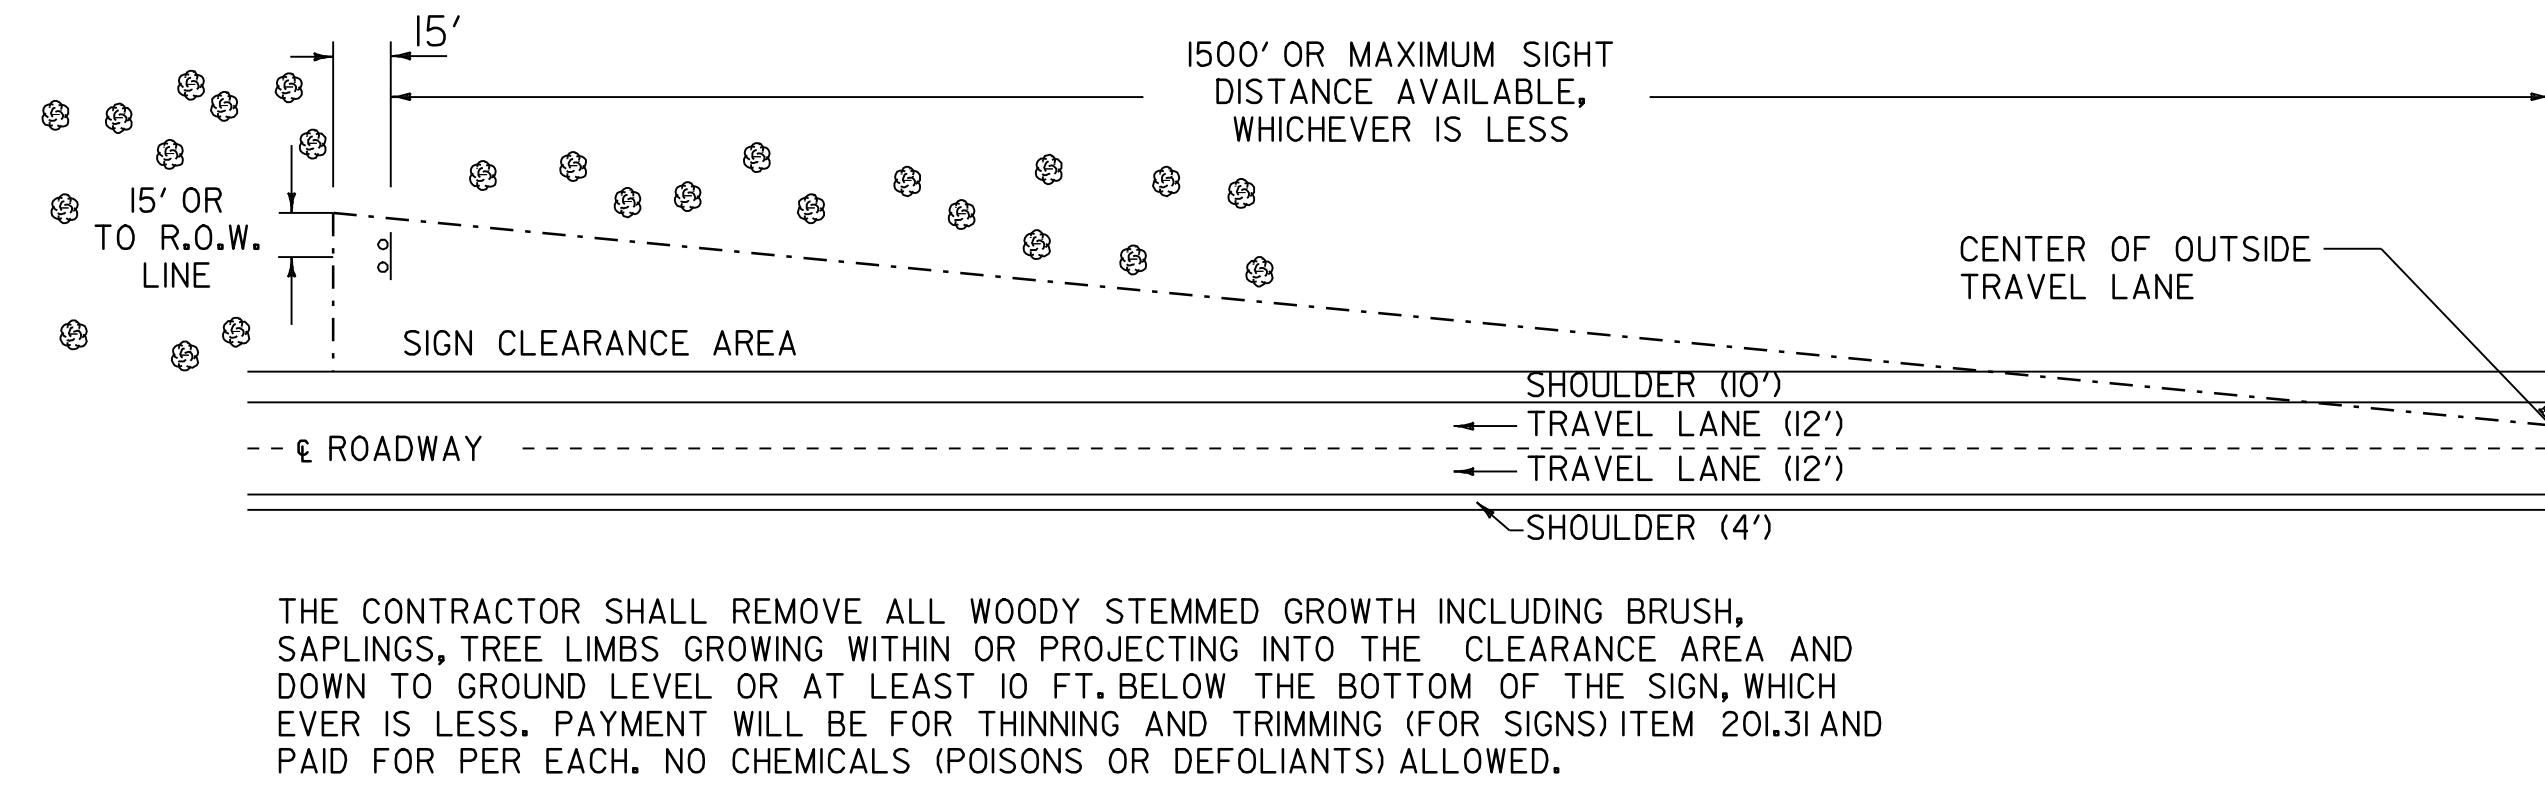 15'
1500' OR MAXIMUM SIGHT
DISTANCE AVAILABLE,
WHICHEVER IS LESS
15' OR
TO R.O.W.
LINE
CENTER OF OUTSIDE
TRAVEL LANE
SIGN CLEARANCE AREA
SHOULDER (10')
TRAVEL LANE (12')
℄ ROADWAY
TRAVEL LANE (12')
SHOULDER (4')
THE CONTRACTOR SHALL REMOVE ALL WOODY STEMMED GROWTH INCLUDING BRUSH,
SAPLINGS, TREE LIMBS GROWING WITHIN OR PROJECTING INTO THE CLEARANCE AREA AND
DOWN TO GROUND LEVEL OR AT LEAST 10 FT. BELOW THE BOTTOM OF THE SIGN, WHICH
EVER IS LESS. PAYMENT WILL BE FOR THINNING AND TRIMMING (FOR SIGNS) ITEM 201.31 AND
PAID FOR PER EACH. NO CHEMICALS (POISONS OR DEFOLIANTS) ALLOWED.